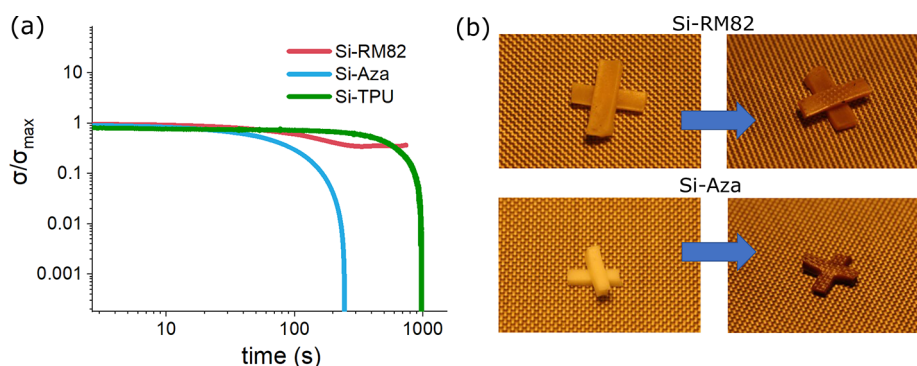 (a)
Si-RM82
Si-Aza
Si-TPU
10
1
0.1
0.01
0.001
σ/σmax
10
100
1000
time (s)
(b)
Si-RM82
Si-Aza